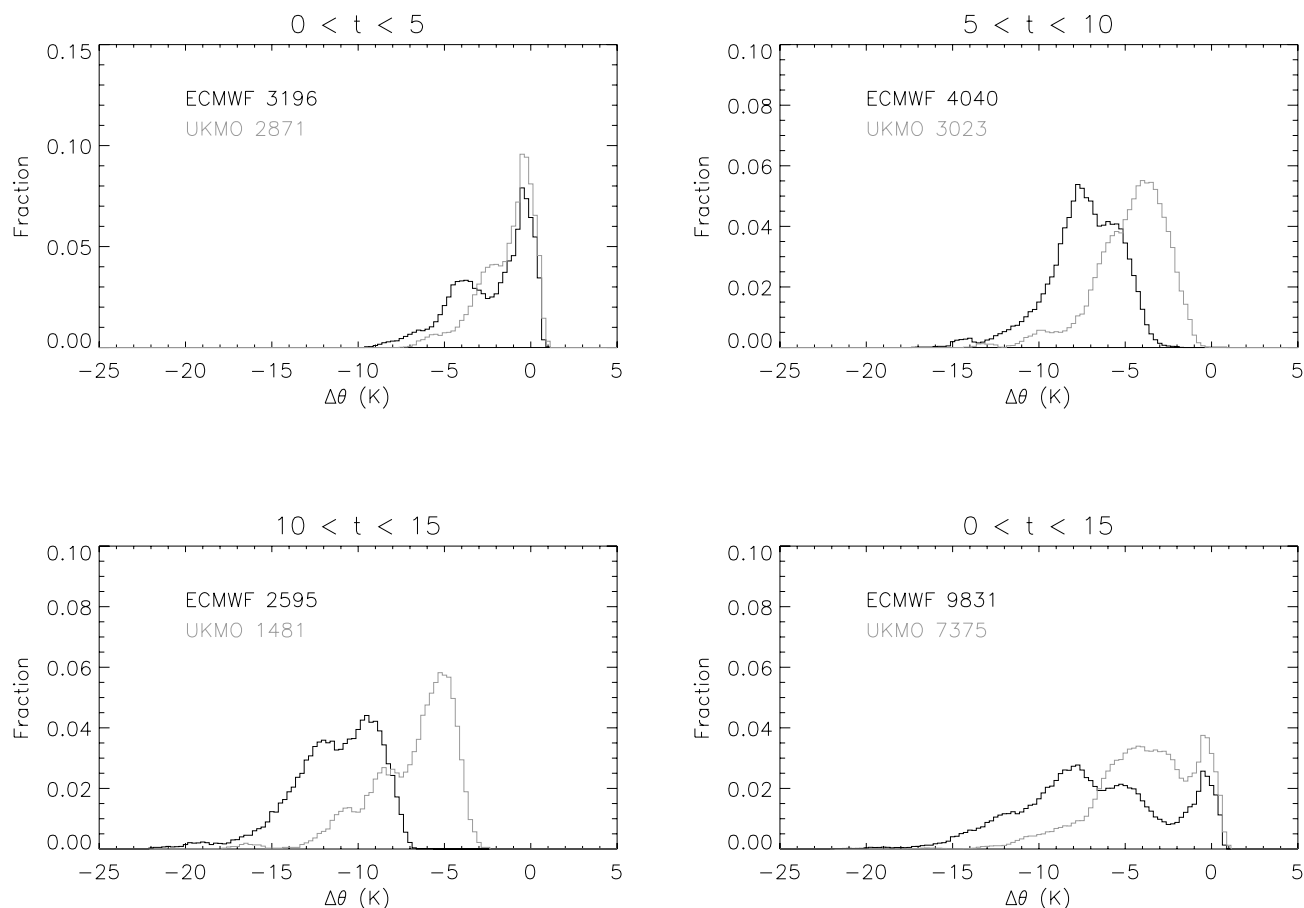 0 < t < 5
0.15
0.10
0.05
0.00
Fraction
ECMWF 3196
UKMO 2871
-25 -20 -15 -10 -5 0 5
Δθ (K)
5 < t < 10
0.10
0.08
0.06
0.04
0.02
0.00
Fraction
ECMWF 4040
UKMO 3023
-25 -20 -15 -10 -5 0 5
Δθ (K)
10 < t < 15
0.10
0.08
0.06
0.04
0.02
0.00
Fraction
ECMWF 2595
UKMO 1481
-25 -20 -15 -10 -5 0 5
Δθ (K)
0 < t < 15
0.10
0.08
0.06
0.04
0.02
0.00
Fraction
ECMWF 9831
UKMO 7375
-25 -20 -15 -10 -5 0 5
Δθ (K)